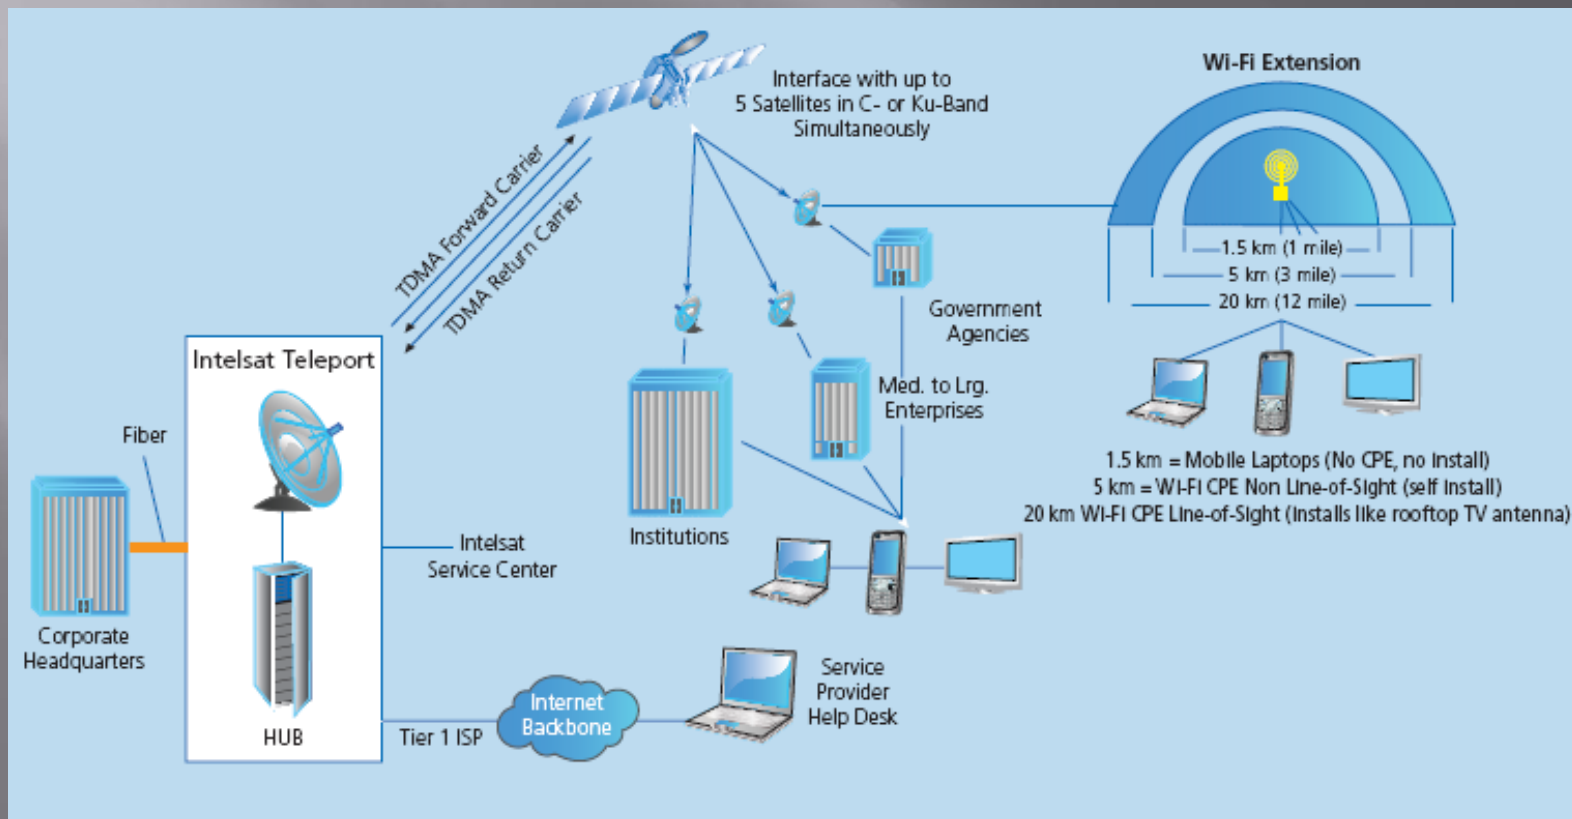 Interface with up to
5 Satellites in C- or Ku-Band
Simultaneously
Wi-Fi Extension
1.5 km (1 mile)
5 km (3 mile)
20 km (12 mile)
1.5 km = Mobile Laptops (No CPE, no install)
5 km = Wi-Fi CPE Non Line-of-Sight (self install)
20 km Wi-Fi CPE Line-of-Sight (installs like rooftop TV antenna)
TDMA Forward Carrier
TDMA Return Carrier
Government
Agencies
Med. to Lrg.
Enterprises
Institutions
Intelsat Teleport
Fiber
Corporate
Headquarters
HUB
Intelsat
Service Center
Tier 1 ISP
Internet
Backbone
Service
Provider
Help Desk